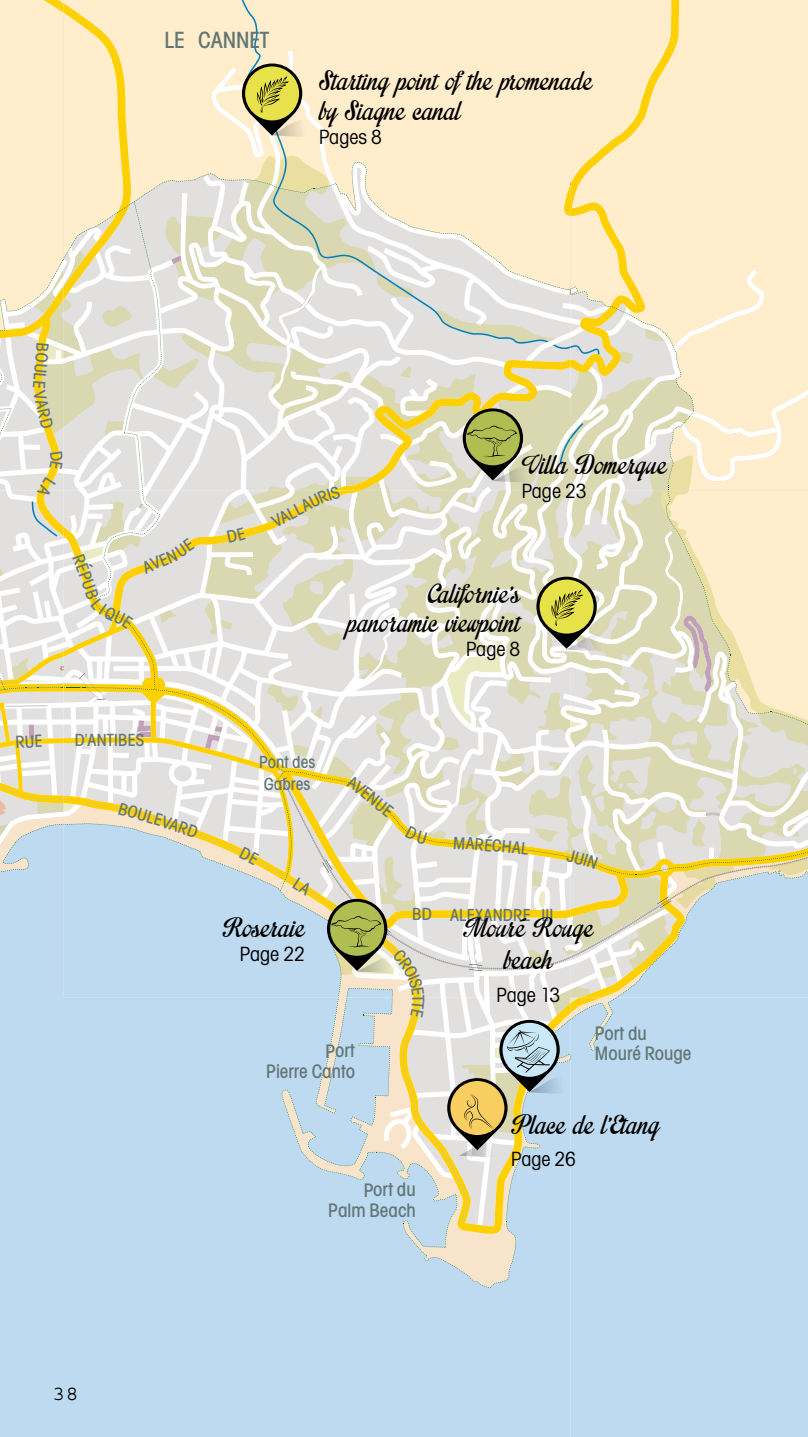 LE CANNET
Starting point of the promenade
by Siagne canal
Pages 8
BOULEVARD DE LA RÉPUBLIQUE
Villa Domergue
Page 23
AVENUE DE VALLAURIS
Californie's
panoramic viewpoint
Page 8
RUE D'ANTIBES
Pont des
Gabres
AVENUE DU MARÉCHAL JUIN
BOULEVARD DE LA CROISETTE
BD ALEXANDRE III
Roseraie
Page 22
Mouré Rouge
beach
Page 13
Port du
Mouré Rouge
Port
Pierre Canto
Place de l'Etang
Page 26
Port du
Palm Beach
38